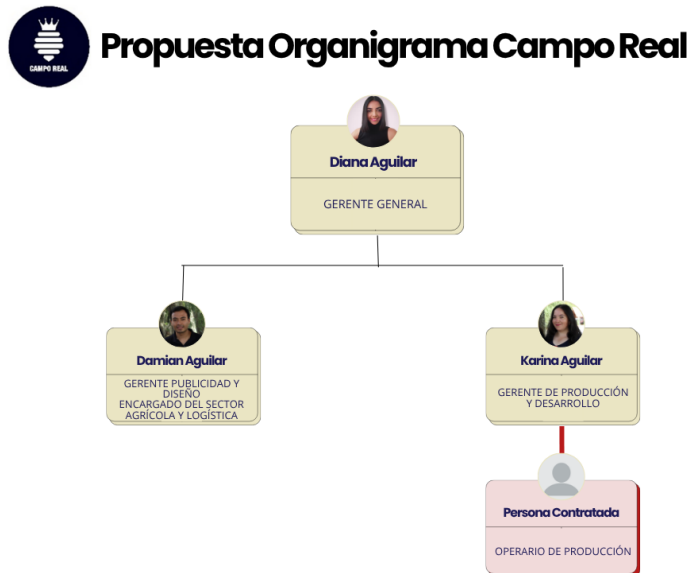 CAMPO REAL
Propuesta Organigrama Campo Real
Diana Aguilar
GERENTE GENERAL
Damian Aguilar
GERENTE PUBLICIDAD Y
DISEÑO
ENCARGADO DEL SECTOR
AGRÍCOLA Y LOGÍSTICA
Karina Aguilar
GERENTE DE PRODUCCIÓN
Y DESARROLLO
Persona Contratada
OPERARIO DE PRODUCCIÓN